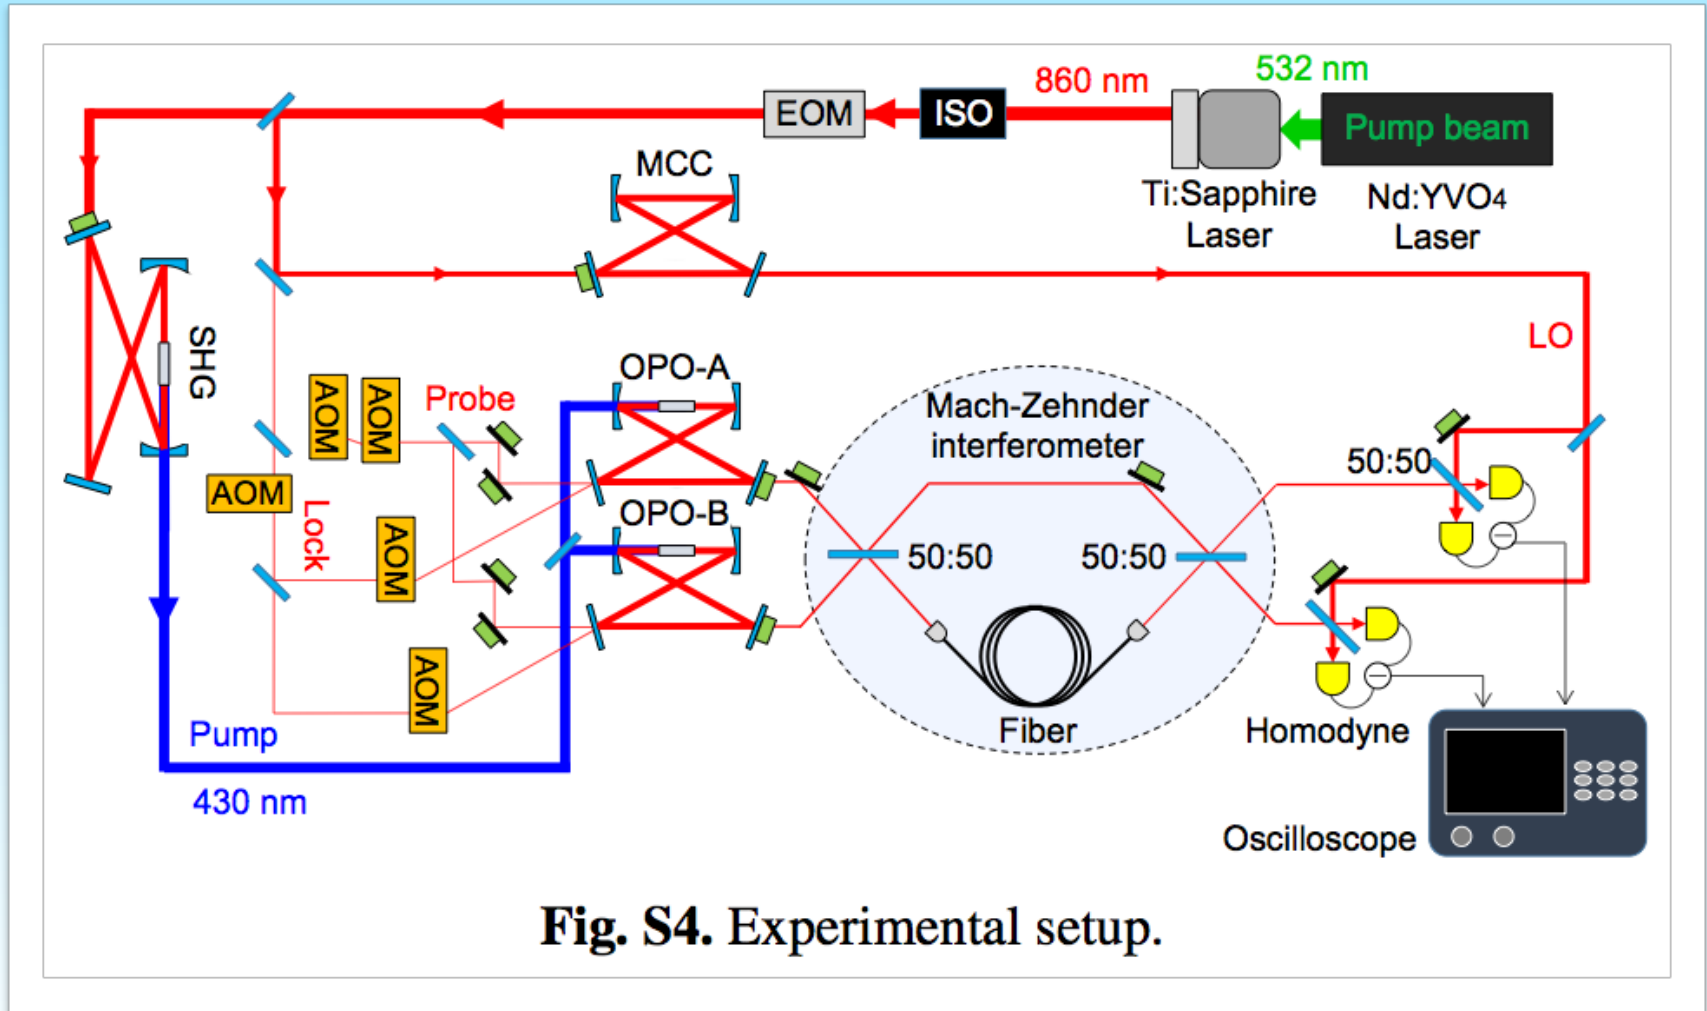 532 nm
860 nm
Pump beam
ISO
EOM
MCC
Ti:Sapphire
Laser
Nd:YVO4
Laser
LO
SHG
OPO-A
AOM
AOM
Probe
Mach-Zehnder
interferometer
50:50
AOM
Lock
AOM
OPO-B
50:50
50:50
AOM
Fiber
Homodyne
Pump
430 nm
Oscilloscope
Fig. S4. Experimental setup.